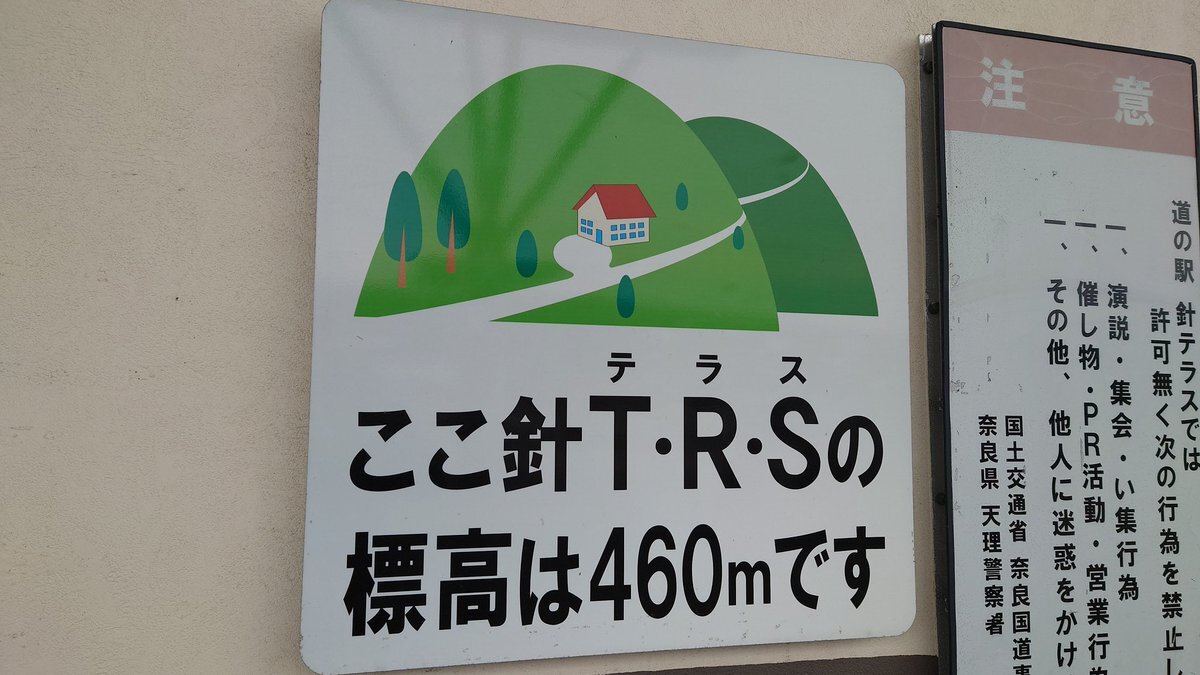 テラス
ここ針T・R・Sの
標高は460mです
注意
道の駅 針テラスでは
許可無く次の行為を禁止し
一、演説・集会・い集行為
一、催し物・PR活動・営業行為
一、その他、他人に迷惑をかけ
国土交通省 奈良国道事
奈良県 天理警察署